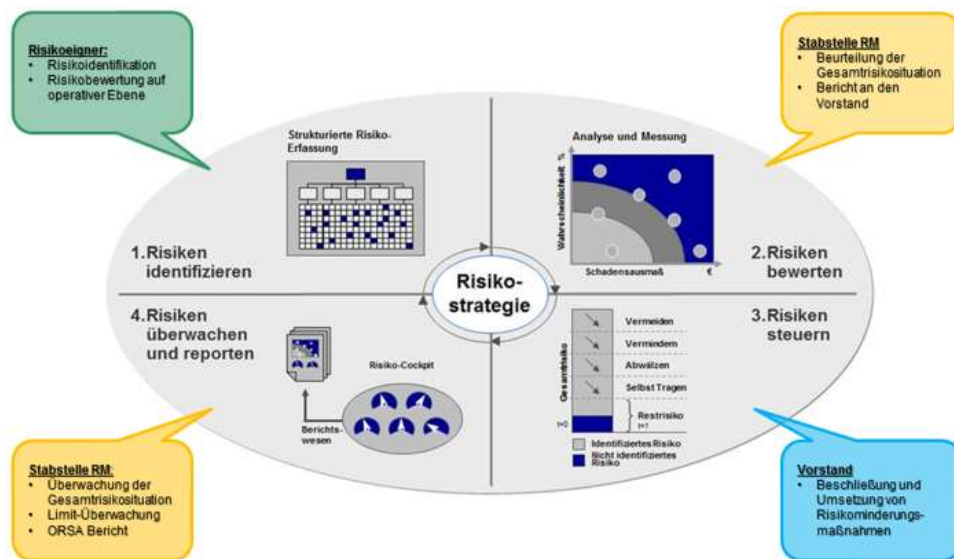 Risikoeigner:
• Risikoidentifikation
• Risikobewertung auf
operativer Ebene
Stabstelle RM
• Beurteilung der
Gesamtrisikosituation
• Bericht an den
Vorstand
Strukturierte Risiko-
Erfassung
1.Risiken
identifizieren
Analyse und Messung
%
Wahrscheinlichkeit
Schadensausmaß
€
2.Risiken
bewerten
Risiko-
strategie
4.Risiken
überwachen
und reporten
Risiko-Cockpit
Berichts-
wesen
3.Risiken
steuern
Gesamtrisiko
Vermeiden
Vermindern
Abwälzen
Selbst Tragen
Restrisiko
Identifiziertes Risiko
Nicht identifiziertes
Risiko
Stabstelle RM:
• Überwachung der
Gesamtrisikosituation
• Limit-Überwachung
• ORSA Bericht
Vorstand
• Beschließung und
Umsetzung von
Risikominderungs-
maßnahmen